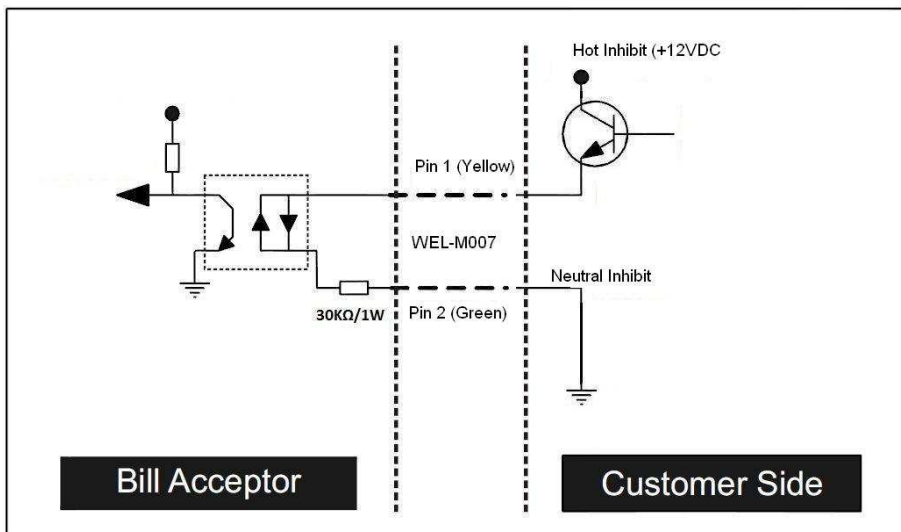 Hot Inhibit (+12VDC
Pin 1 (Yellow)
WEL-M007
Neutral Inhibit
30KΩ/1W
Pin 2 (Green)
Bill Acceptor
Customer Side